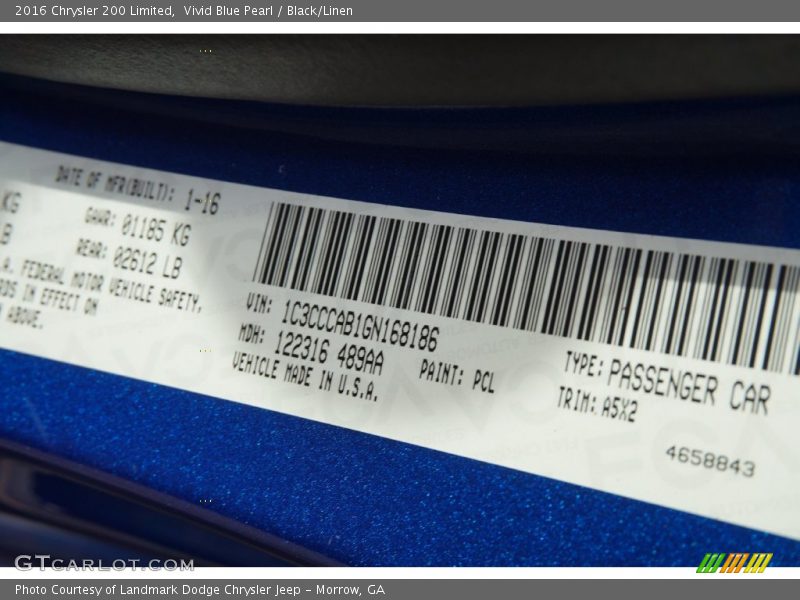 2016 Chrysler 200 Limited, Vivid Blue Pearl / Black/Linen
DATE OF MFR(BUILT): 1-16
KG GAWR: 01185 KG
LB REAR: 02612 LB
FEDERAL MOTOR VEHICLE SAFETY,
IN EFFECT ON
ABOVE.
VIN: 1C3CCCAB1GN168186
MDH: 122316 489AA
VEHICLE MADE IN U.S.A.
PAINT: PCL
TYPE: PASSENGER CAR
TRIM: A5X2
4658843
GTCARLOT.COM
Photo Courtesy of Landmark Dodge Chrysler Jeep – Morrow, GA